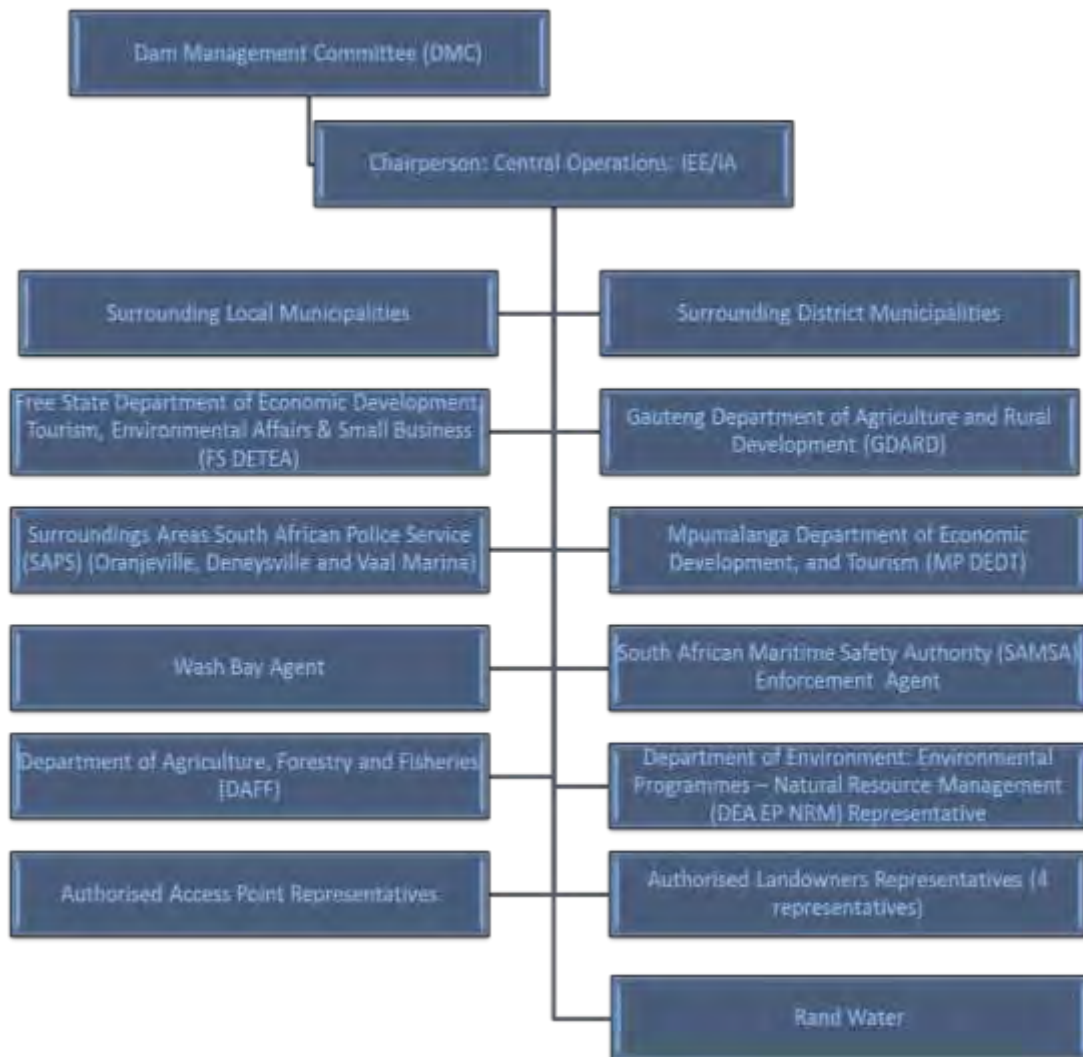 Dam Management Committee (DMC)
Chairperson: Central Operations: IEE/IA
Surrounding Local Municipalities
Surrounding District Municipalities
Free State Department of Economic Development,
Tourism, Environmental Affairs & Small Business
(FS DETEA)
Gauteng Department of Agriculture and Rural
Development (GDARD)
Surroundings Areas South African Police Service
(SAPS) (Oranjeville, Deneysville and Vaal Marina)
Mpumalanga Department of Economic
Development, and Tourism (MP DEDT)
Wash Bay Agent
South African Maritime Safety Authority (SAMSA)
Enforcement Agent
Department of Agriculture, Forestry and Fisheries
(DAFF)
Department of Environment: Environmental
Programmes – Natural Resource Management
(DEA EP NRM) Representative
Authorised Access Point Representatives
Authorised Landowners Representatives (4
representatives)
Rand Water